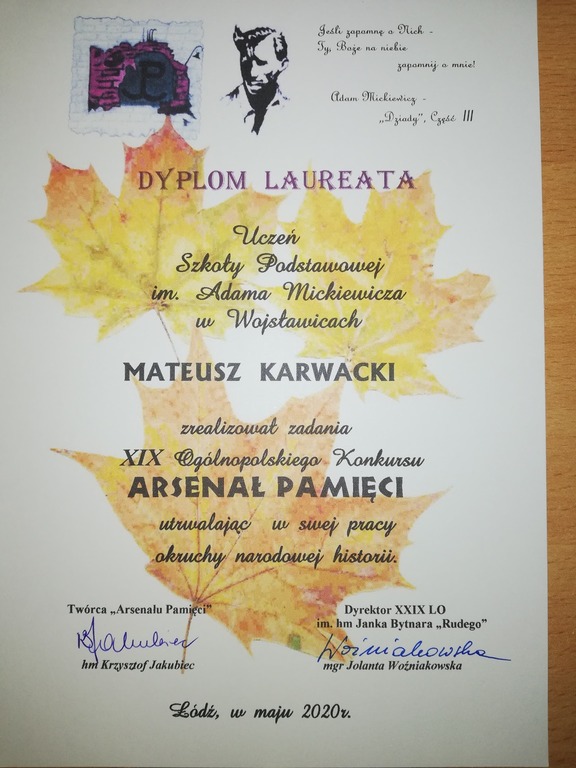 Jeśli zapomnę o Nich -
Ty, Boże na niebie
zapomnij o mnie!
Adam Mickiewicz -
„Dziady”, Część III
DYPLOM LAUREATA
Uczeń
Szkoły Podstawowej
im. Adama Mickiewicza
w Wojsławicach
MATEUSZ KARWACKI
zrealizował zadania
XIX Ogólnopolskiego Konkursu
ARSENAŁ PAMIĘCI
utrwalając w swej pracy
okruchy narodowej historii.
Twórca „Arsenału Pamięci”
KJakubiec
hm Krzysztof Jakubiec
Dyrektor XXIX LO
im. hm Janka Bytnara „Rudego”
Woźniakowska
mgr Jolanta Woźniakowska
Łódź, w maju 2020r.